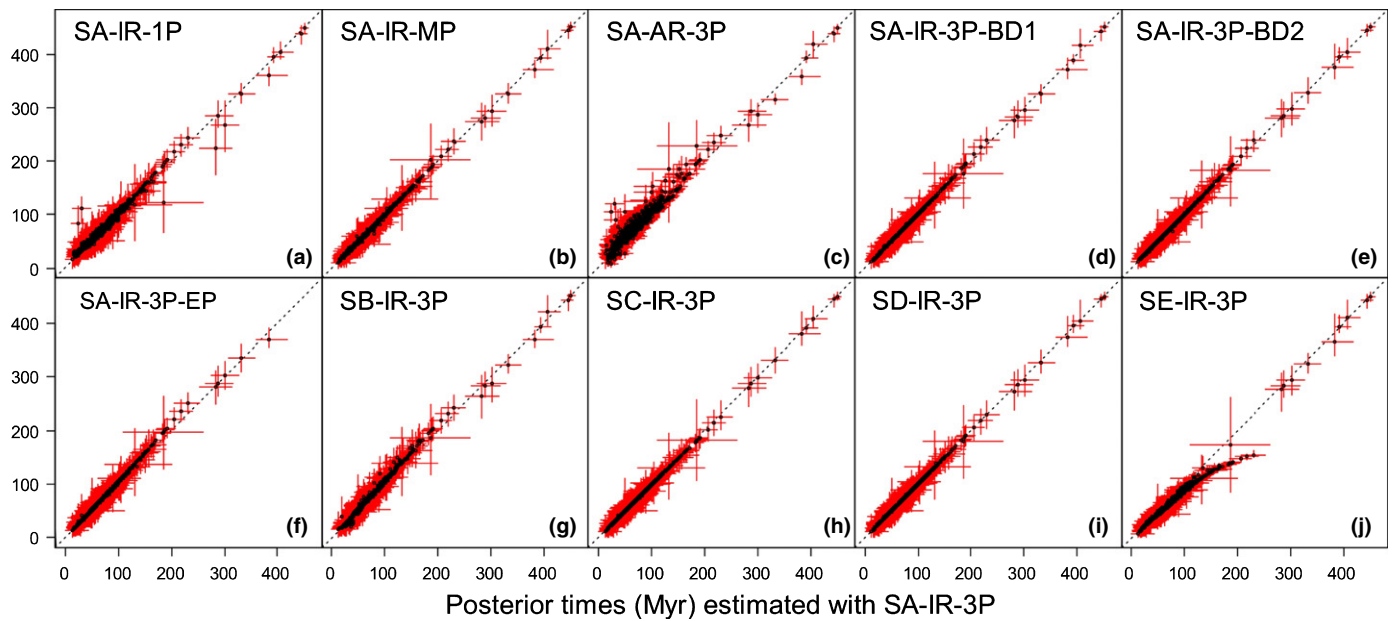 SA-IR-1P SA-IR-MP SA-AR-3P SA-IR-3P-BD1 SA-IR-3P-BD2
400
300
200
100
0
(a) (b) (c) (d) (e)
SA-IR-3P-EP SB-IR-3P SC-IR-3P SD-IR-3P SE-IR-3P
400
300
200
100
0
(f) (g) (h) (i) (j)
0 100 200 300 400 0 100 200 300 400 0 100 200 300 400 0 100 200 300 400 0 100 200 300 400
Posterior times (Myr) estimated with SA-IR-3P